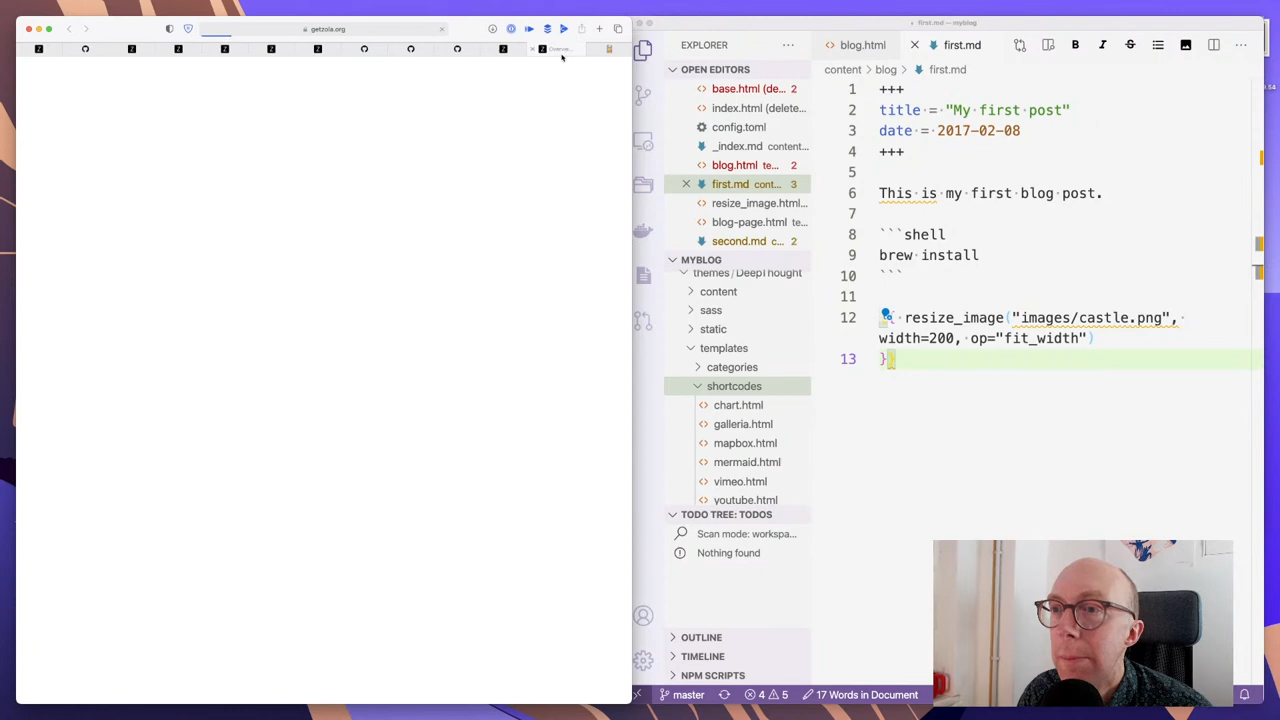 getzola.org
Overvie...
first.md — myblog
EXPLORER
OPEN EDITORS
base.html (de... 2
index.html (delete...
config.toml
_index.md content...
blog.html te... 2
first.md cont... 3
resize_image.html...
blog-page.html te...
second.md c... 2
MYBLOG
themes/DeepThought
content
sass
static
templates
categories
shortcodes
chart.html
galleria.html
mapbox.html
mermaid.html
vimeo.html
youtube.html
TODO TREE: TODOS
Scan mode: workspa...
Nothing found
OUTLINE
TIMELINE
NPM SCRIPTS
blog.html
first.md
content > blog > first.md
1 +++
2 title = "My first post"
3 date = 2017-02-08
4 +++
5
6 This is my first blog post.
7
8 ```shell
9 brew install
10 ```
11
12 resize_image("images/castle.png",
width=200, op="fit_width")
13 }}
master
4
5
17 Words in Document